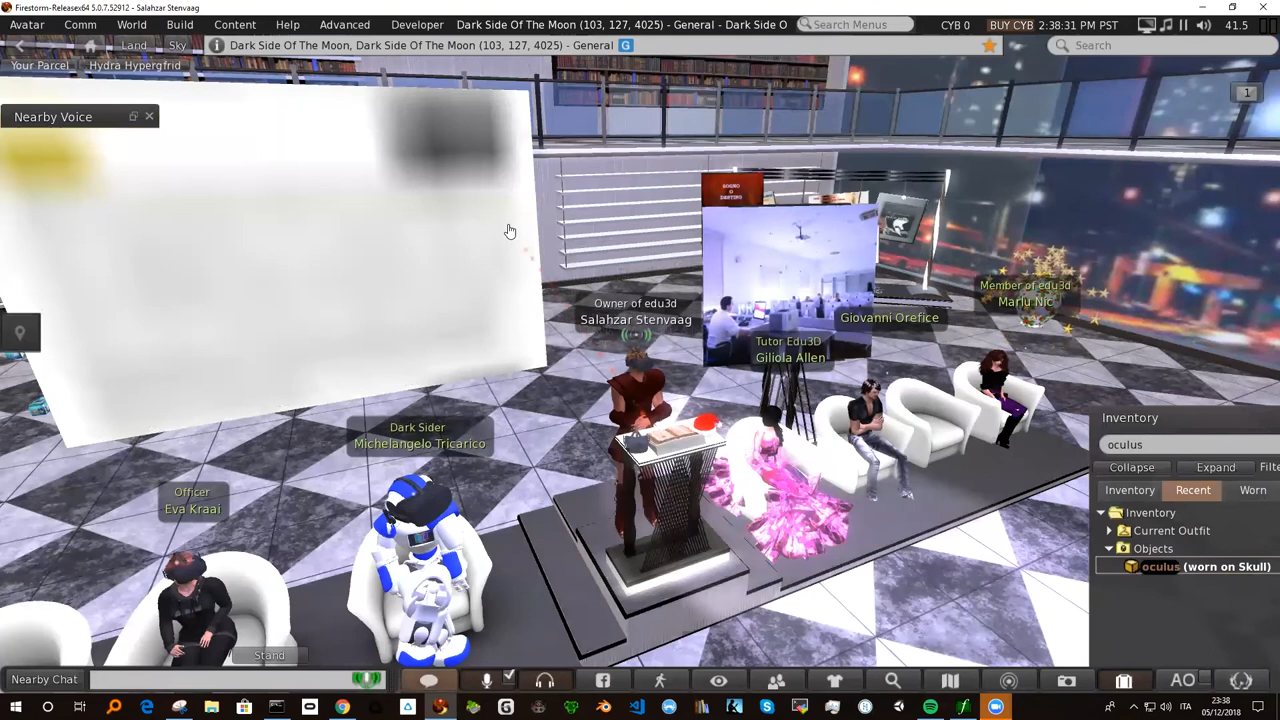 Firestorm-Releasex64 5.0.7.52912 - Salahzar Stenvaag
Avatar Comm World Build Content Help Advanced Developer Dark Side Of The Moon (103, 127, 4025) - General - Dark Side O Search Menus CYB 0 BUY CYB 2:38:31 PM PST 41.5
Land Sky Dark Side Of The Moon, Dark Side Of The Moon (103, 127, 4025) - General G Search
Your Parcel Hydra Hypergfrid
1
Nearby Voice
SOGNO
O
DESTINO
Member of edu3d
Marlu Nic
Owner of edu3d
Salahzar Stenvaag
Giovanni Orefice
Tutor Edu3D
Giliola Allen
Dark Sider
Michelangelo Tricarico
Officer
Eva Kraai
Inventory
oculus
Collapse Expand Filte
Inventory Recent Worn
Inventory
Current Outfit
Objects
oculus (worn on Skull)
Stand
Nearby Chat
AO
ITA
23:38
05/12/2018